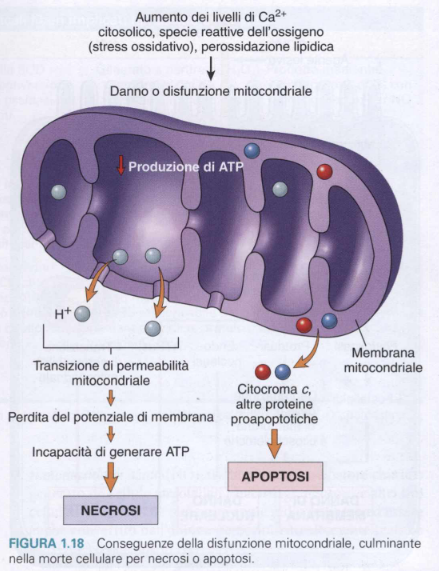 Aumento dei livelli di Ca²⁺
citosolico, specie reattive dell'ossigeno
(stress ossidativo), perossidazione lipidica
Danno o disfunzione mitocondriale
Produzione di ATP
H⁺
Membrana
mitocondriale
Transizione di permeabilità
mitocondriale
Perdita del potenziale di membrana
Incapacità di generare ATP
NECROSI
Citocroma c,
altre proteine
proapoptotiche
APOPTOSI
FIGURA 1.18 Conseguenze della disfunzione mitocondriale, culminante
nella morte cellulare per necrosi o apoptosi.